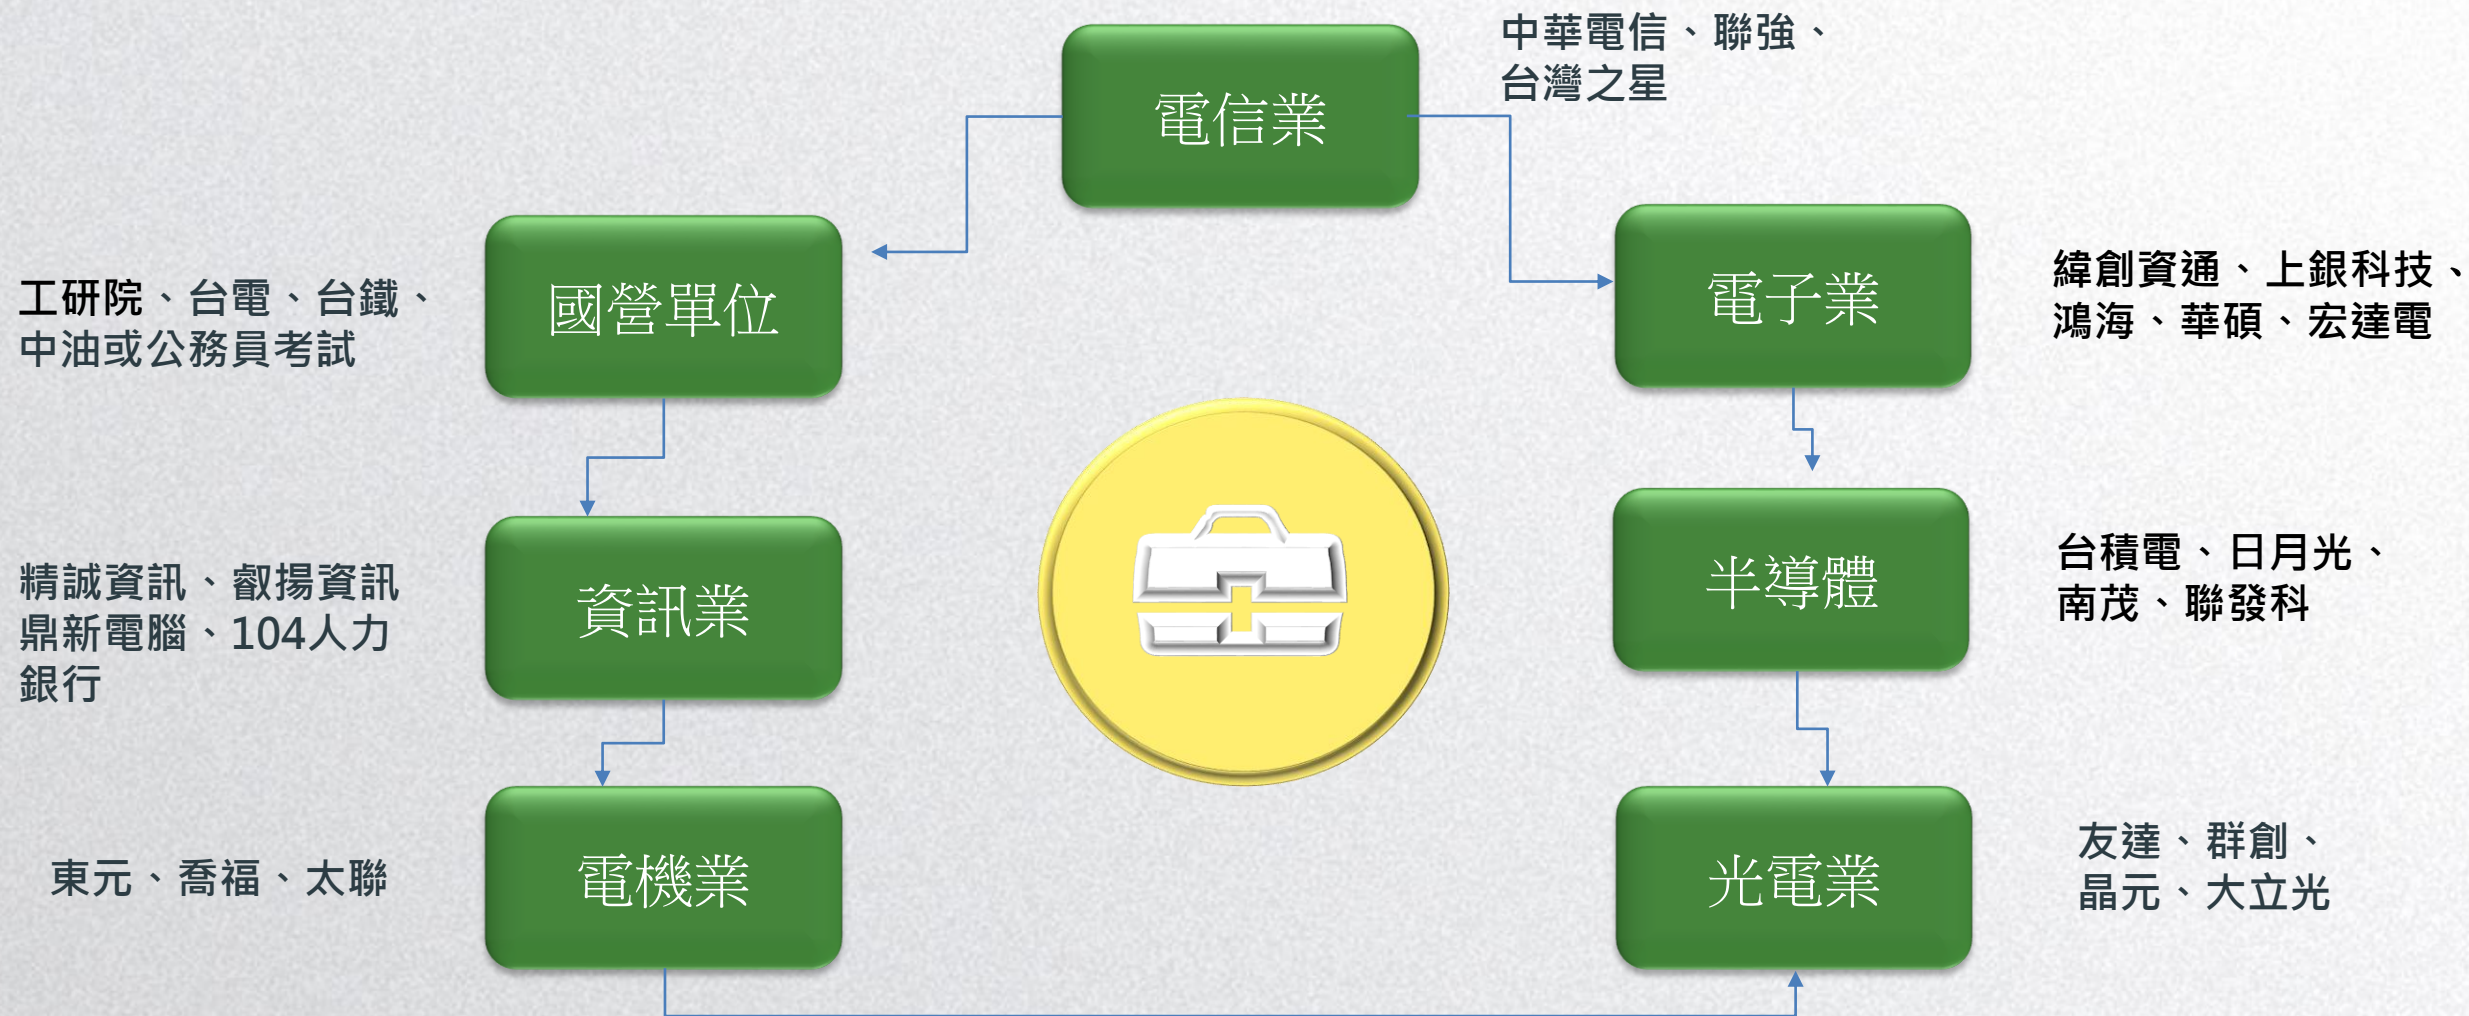 中華電信、聯強、
台灣之星
電信業
國營單位
工研院、台電、台鐵、
中油或公務員考試
電子業
緯創資通、上銀科技、
鴻海、華碩、宏達電
資訊業
精誠資訊、叡揚資訊
鼎新電腦、104人力
銀行
半導體
台積電、日月光、
南茂、聯發科
電機業
東元、喬福、太聯
光電業
友達、群創、
晶元、大立光